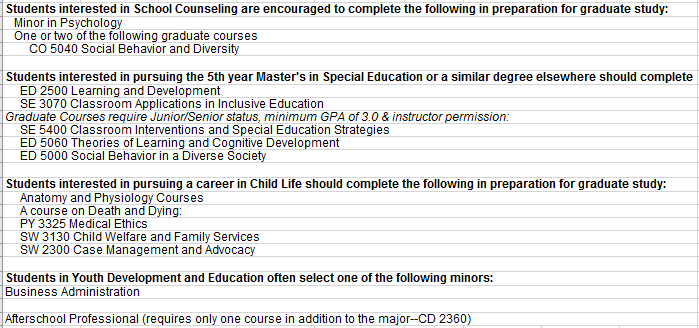 Students interested in School Counseling are encouraged to complete the following in preparation for graduate study:
Minor in Psychology
One or two of the following graduate courses
CO 5040 Social Behavior and Diversity
Students interested in pursuing the 5th year Master's in Special Education or a similar degree elsewhere should complete
ED 2500 Learning and Development
SE 3070 Classroom Applications in Inclusive Education
Graduate Courses require Junior/Senior status, minimum GPA of 3.0 & instructor permission:
SE 5400 Classroom Interventions and Special Education Strategies
ED 5060 Theories of Learning and Cognitive Development
ED 5000 Social Behavior in a Diverse Society
Students interested in pursuing a career in Child Life should complete the following in preparation for graduate study:
Anatomy and Physiology Courses
A course on Death and Dying:
PY 3325 Medical Ethics
SW 3130 Child Welfare and Family Services
SW 2300 Case Management and Advocacy
Students in Youth Development and Education often select one of the following minors:
Business Administration
Afterschool Professional (requires only one course in addition to the major--CD 2360)